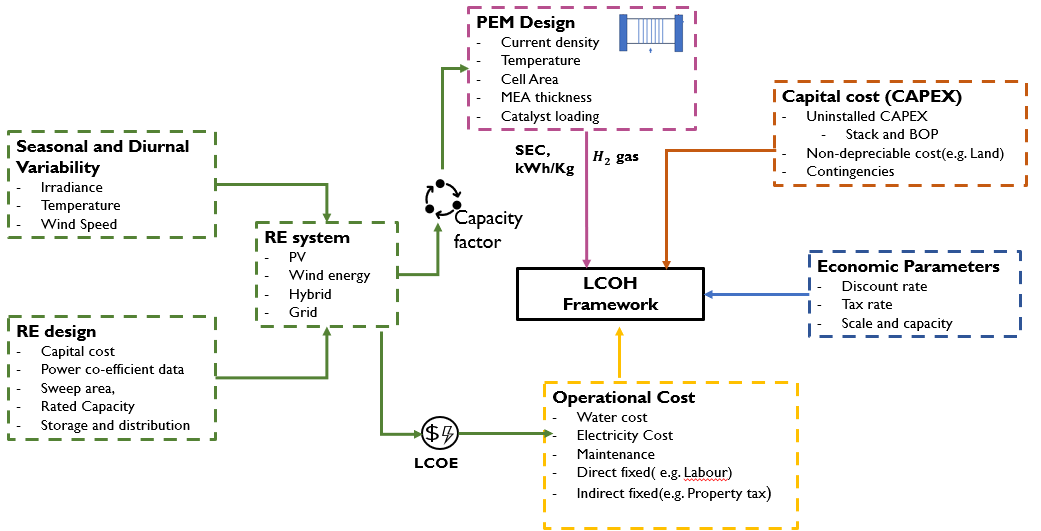 PEM Design
- Current density
- Temperature
- Cell Area
- MEA thickness
- Catalyst loading
Capital cost (CAPEX)
- Uninstalled CAPEX
- Stack and BOP
- Non-depreciable cost(e.g. Land)
- Contingencies
Seasonal and Diurnal
Variability
- Irradiance
- Temperature
- Wind Speed
SEC,
kWh/Kg
H₂ gas
Capacity
factor
RE system
- PV
- Wind energy
- Hybrid
- Grid
LCOH
Framework
Economic Parameters
- Discount rate
- Tax rate
- Scale and capacity
RE design
- Capital cost
- Power co-efficient data
- Sweep area,
- Rated Capacity
- Storage and distribution
$
LCOE
Operational Cost
- Water cost
- Electricity Cost
- Maintenance
- Direct fixed( e.g. Labour)
- Indirect fixed(e.g. Property tax)